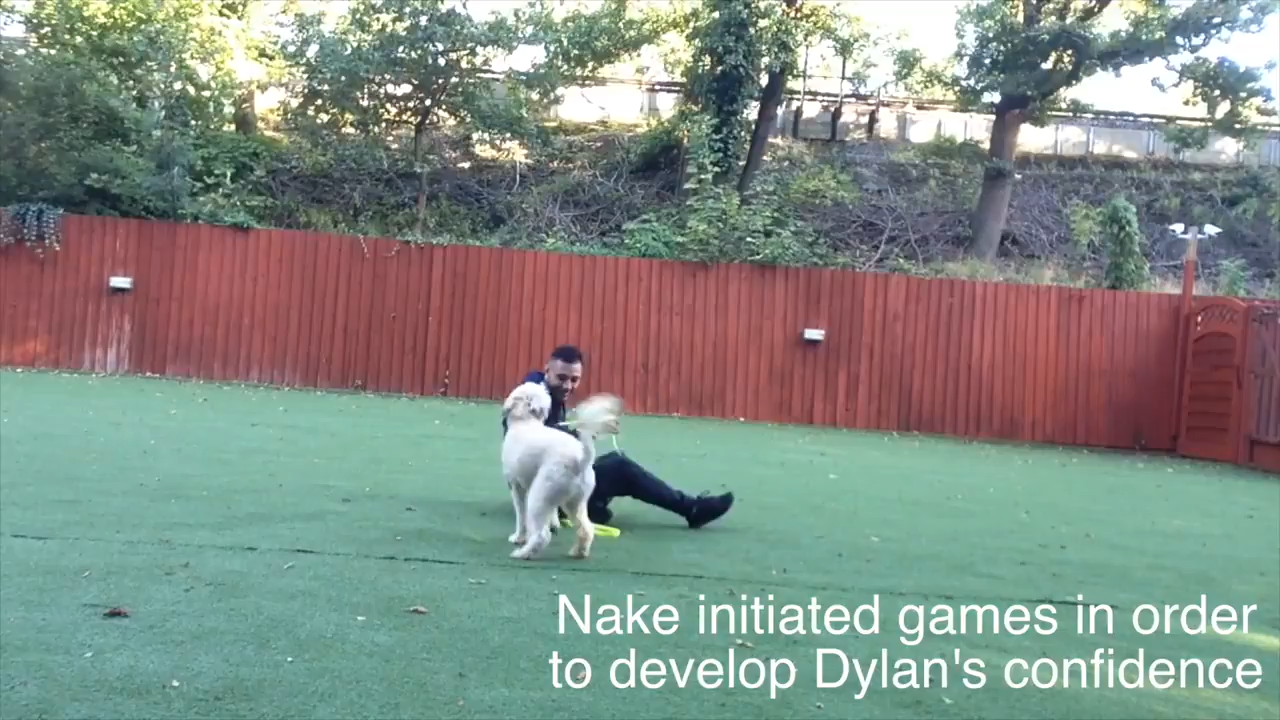 Nake initiated games in order
to develop Dylan's confidence